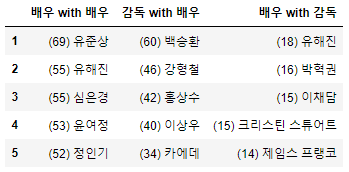 배우 with 배우 감독 with 배우 배우 with 감독
1 (69) 유준상 (60) 백승환 (18) 유해진
2 (55) 유해진 (46) 강형철 (16) 박혁권
3 (55) 심은경 (42) 홍상수 (15) 이채담
4 (53) 윤여정 (40) 이상우 (15) 크리스틴 스튜어트
5 (52) 정인기 (34) 카에데 (14) 제임스 프랭코